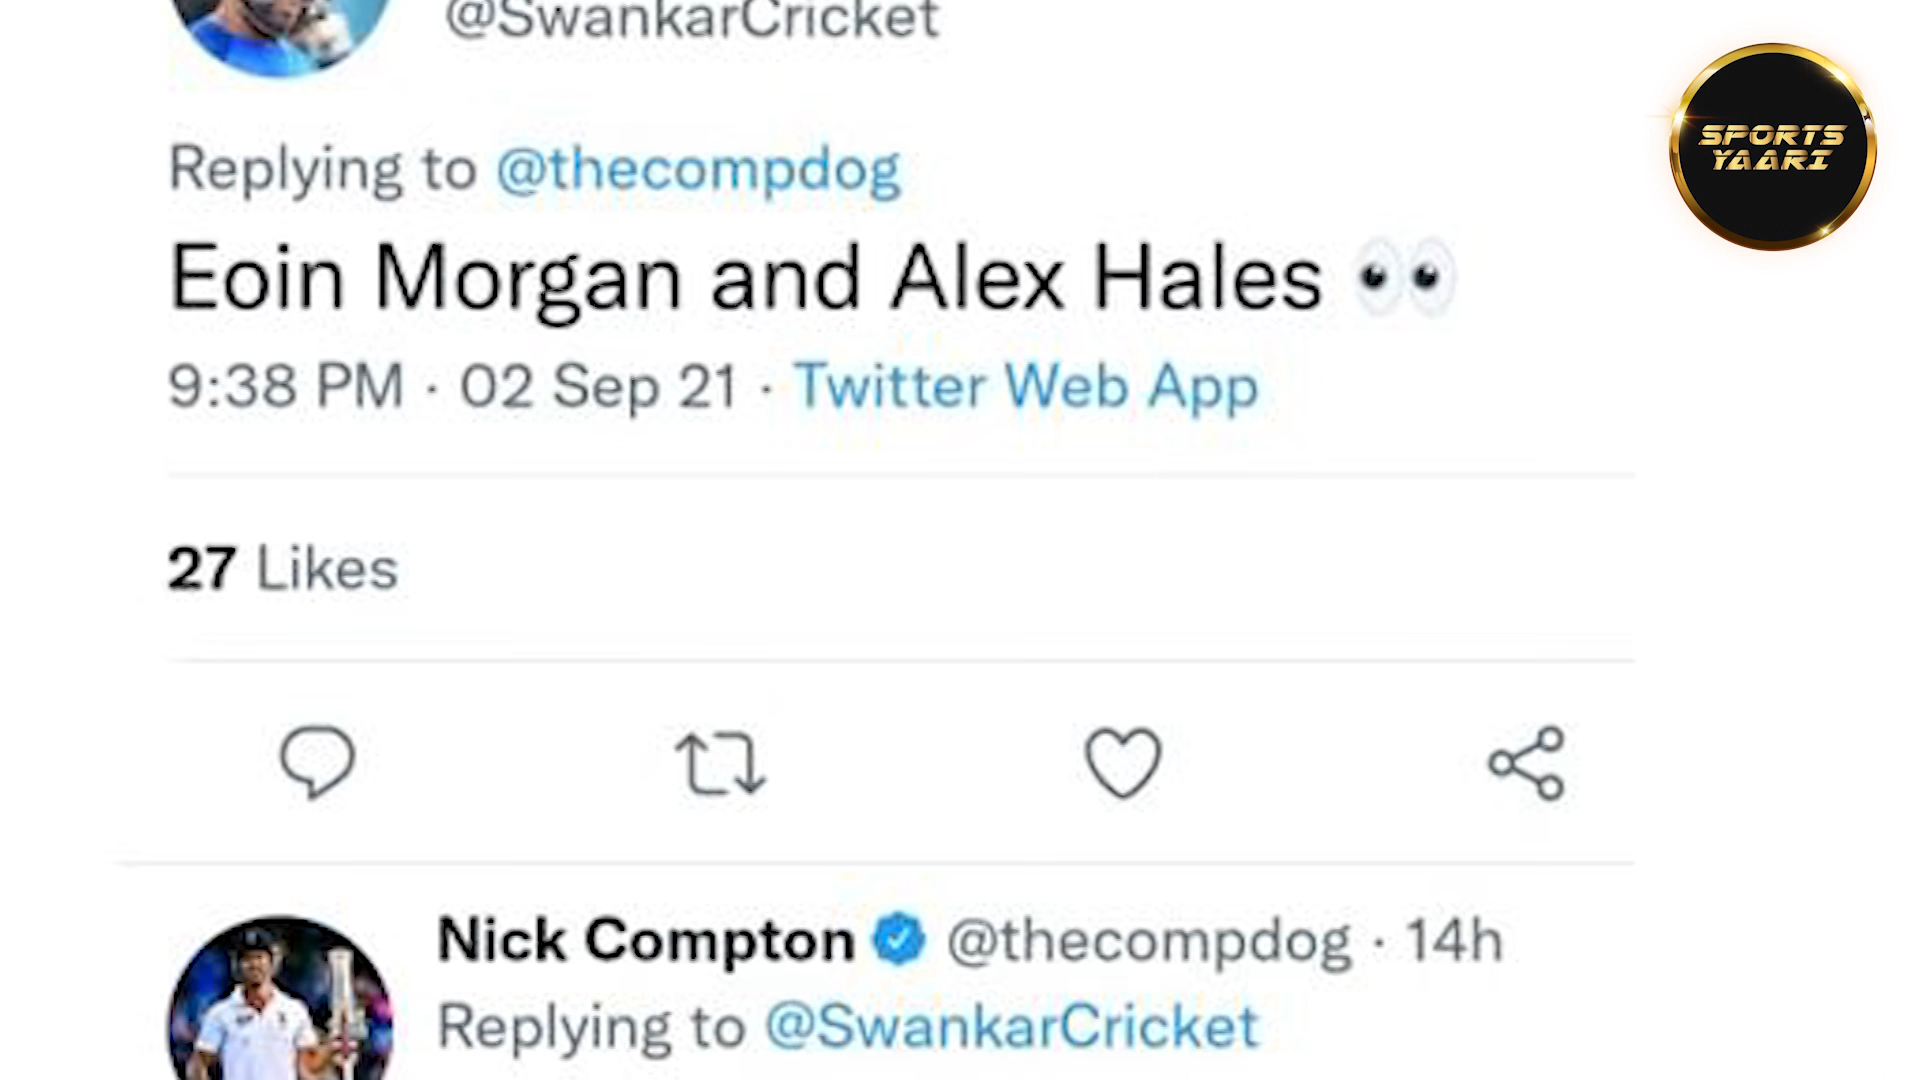 @SwankarCricket
SPORTS
YAARI
Replying to @thecompdog
Eoin Morgan and Alex Hales 👀
9:38 PM · 02 Sep 21 · Twitter Web App
27 Likes
Nick Compton @thecompdog · 14h
Replying to @SwankarCricket